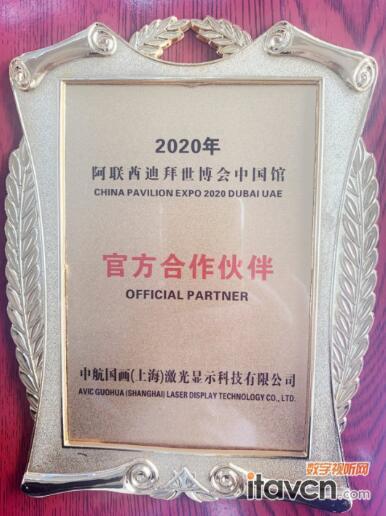 2020年
阿联酋迪拜世博会中国馆
CHINA PAVILION EXPO 2020 DUBAI UAE
官方合作伙伴
OFFICIAL PARTNER
中航国画(上海)激光显示科技有限公司
AVIC GUOHUA (SHANGHAI) LASER DISPLAY TECHNOLOGY CO., LTD.
数字视听网
itavcn.com